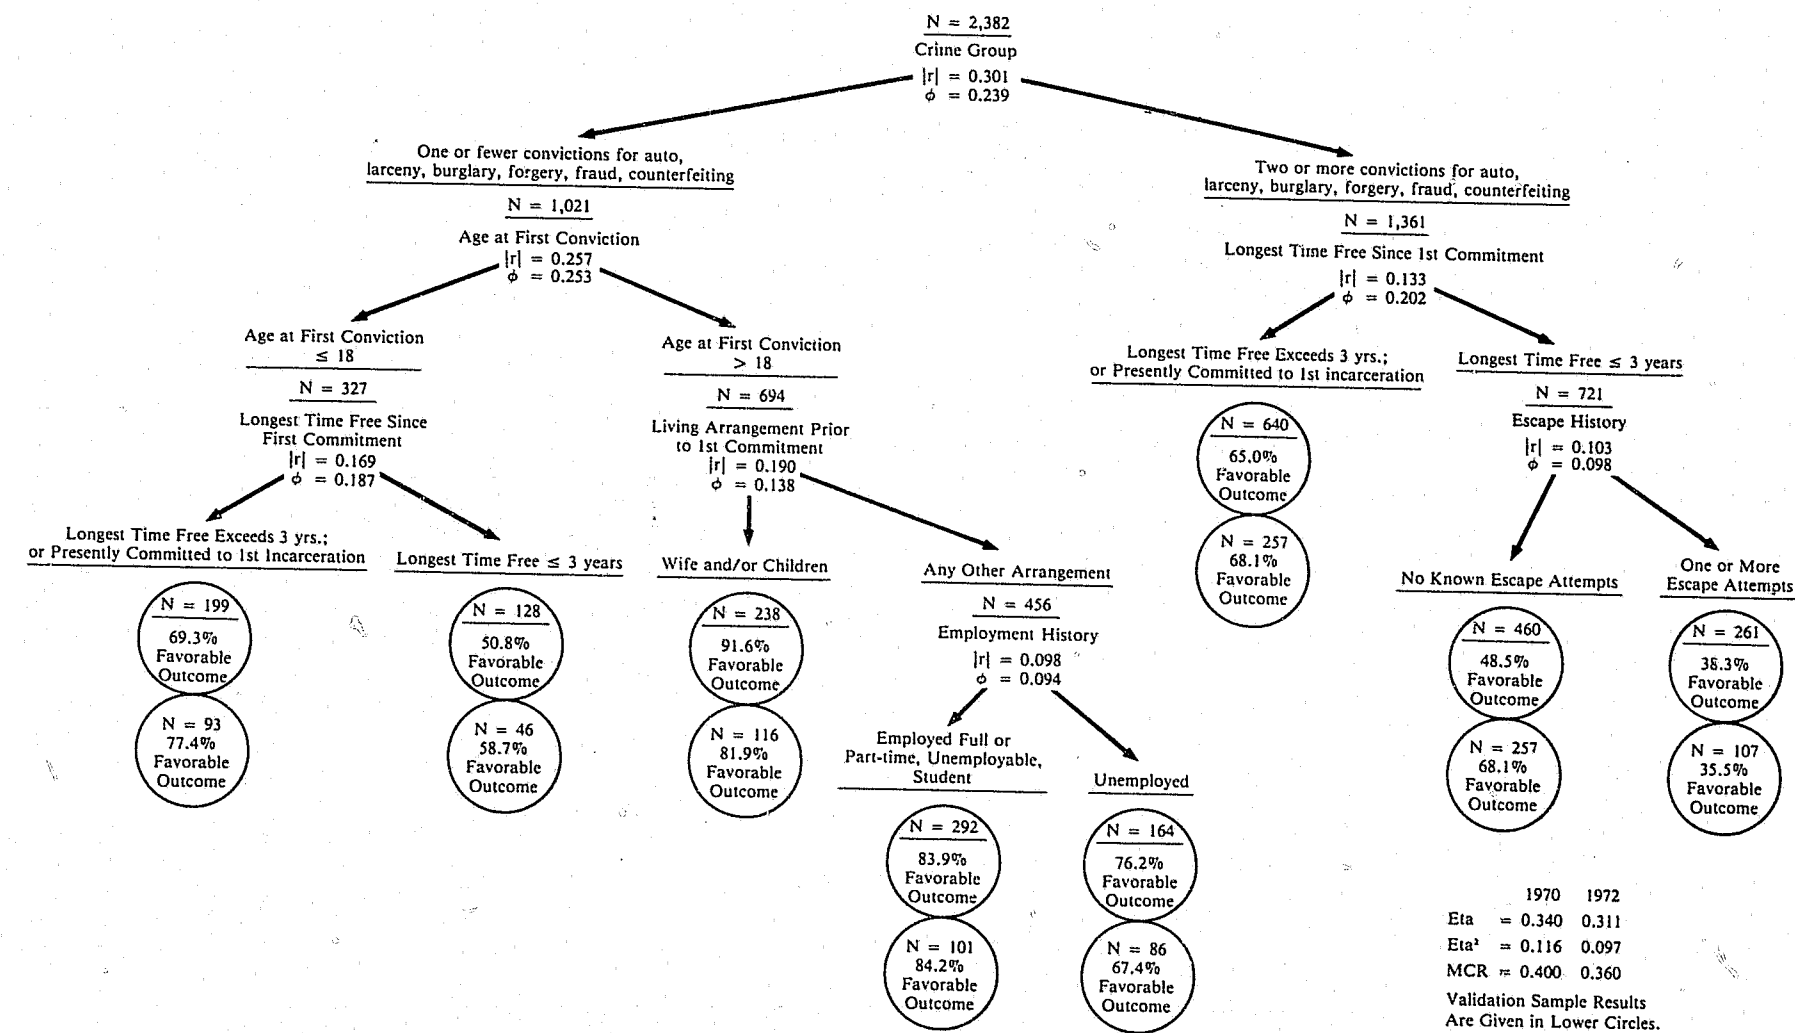 N = 2,382
Crime Group
|r| = 0.301
ϕ = 0.239
One or fewer convictions for auto,
larceny, burglary, forgery, fraud, counterfeiting
N = 1,021
Age at First Conviction
|r| = 0.257
ϕ = 0.253
Two or more convictions for auto,
larceny, burglary, forgery, fraud, counterfeiting
N = 1,361
Longest Time Free Since 1st Commitment
|r| = 0.133
ϕ = 0.202
Age at First Conviction
≤ 18
N = 327
Longest Time Free Since
First Commitment
|r| = 0.169
ϕ = 0.187
Age at First Conviction
> 18
N = 694
Living Arrangement Prior
to 1st Commitment
|r| = 0.190
ϕ = 0.138
Longest Time Free Exceeds 3 yrs.;
or Presently Committed to 1st incarceration
N = 640
65.0%
Favorable
Outcome
N = 257
68.1%
Favorable
Outcome
Longest Time Free ≤ 3 years
N = 721
Escape History
|r| = 0.103
ϕ = 0.098
Longest Time Free Exceeds 3 yrs.;
or Presently Committed to 1st Incarceration
N = 199
69.3%
Favorable
Outcome
N = 93
77.4%
Favorable
Outcome
Longest Time Free ≤ 3 years
N = 128
50.8%
Favorable
Outcome
N = 46
58.7%
Favorable
Outcome
Wife and/or Children
N = 238
91.6%
Favorable
Outcome
N = 116
81.9%
Favorable
Outcome
Any Other Arrangement
N = 456
Employment History
|r| = 0.098
ϕ = 0.094
Employed Full or
Part-time, Unemployable,
Student
N = 292
83.9%
Favorable
Outcome
N = 101
84.2%
Favorable
Outcome
Unemployed
N = 164
76.2%
Favorable
Outcome
N = 86
67.4%
Favorable
Outcome
No Known Escape Attempts
N = 460
48.5%
Favorable
Outcome
N = 257
68.1%
Favorable
Outcome
One or More
Escape Attempts
N = 261
38.3%
Favorable
Outcome
N = 107
35.5%
Favorable
Outcome
1970 1972
Eta = 0.340 0.311
Eta² = 0.116 0.097
MCR = 0.400 0.360
Validation Sample Results
Are Given in Lower Circles.